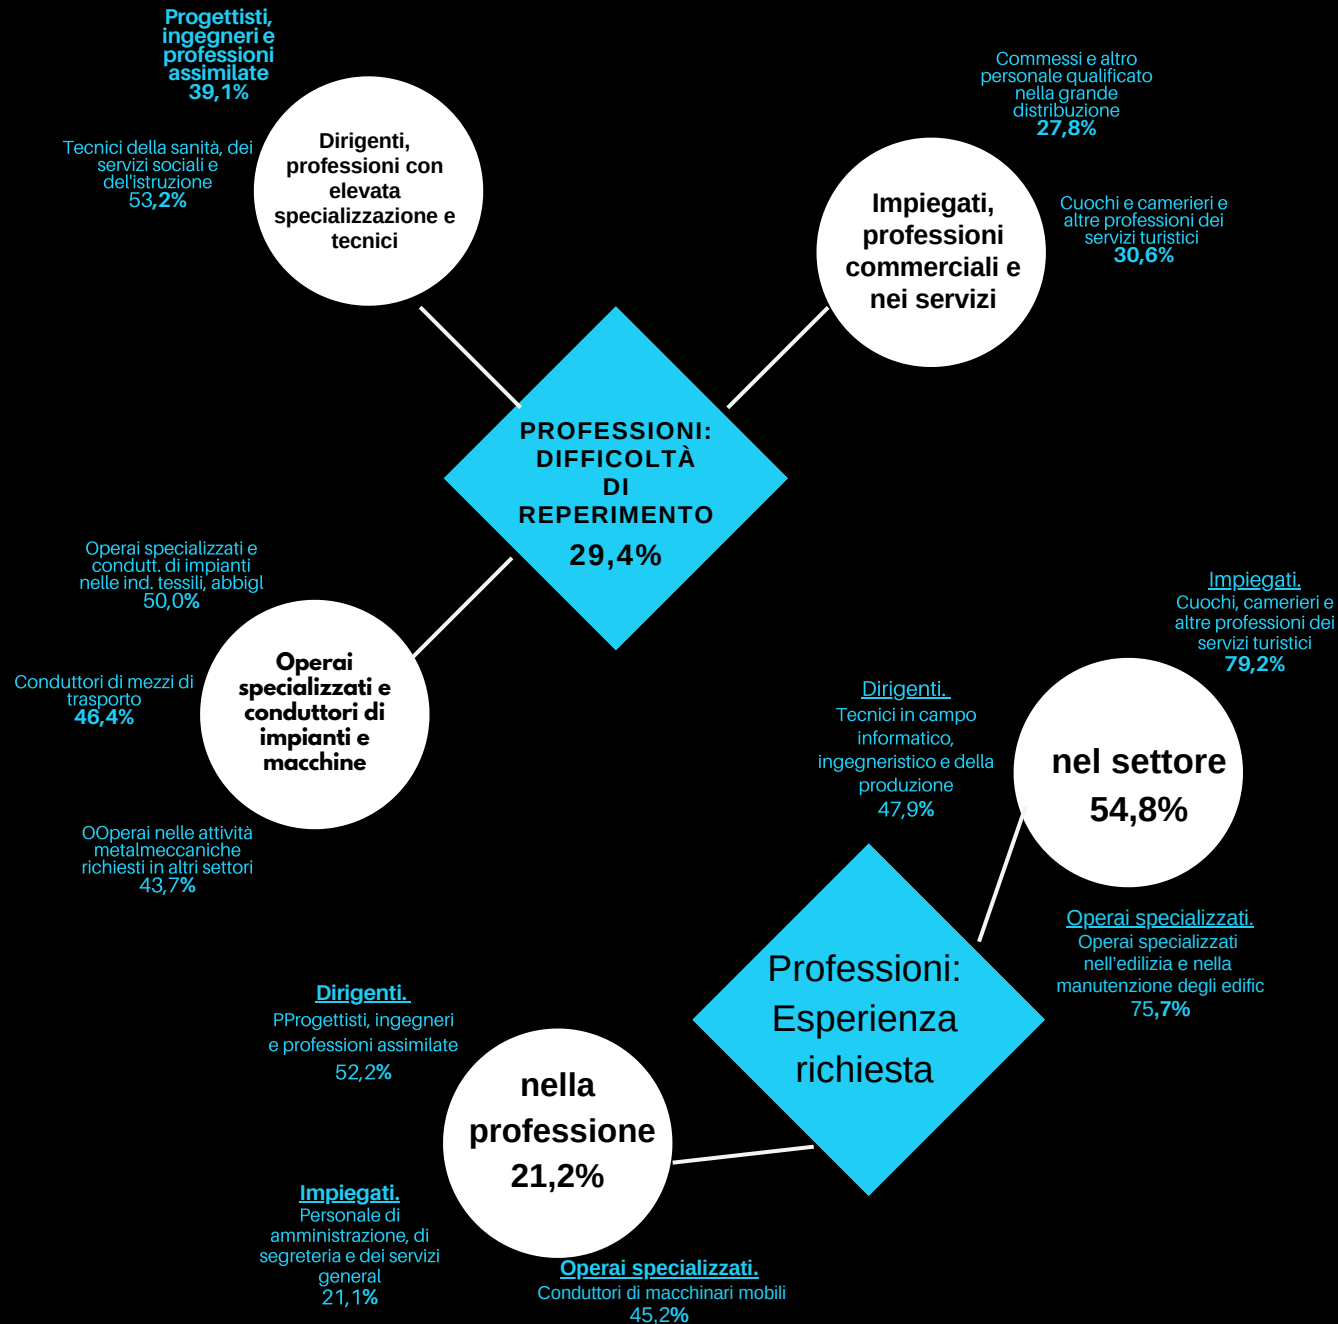 Progettisti,
ingegneri e
professioni
assimilate
39,1%
Tecnici della sanità, dei
servizi sociali e
del'istruzione
53,2%
Dirigenti,
professioni con
elevata
specializzazione e
tecnici
Commessi e altro
personale qualificato
nella grande
distribuzione
27,8%
Impiegati,
professioni
commerciali e
nei servizi
Cuochi e camerieri e
altre professioni dei
servizi turistici
30,6%
PROFESSIONI:
DIFFICOLTÀ
DI
REPERIMENTO
29,4%
Operai specializzati e
condutt. di impianti
nelle ind. tessili, abbigl
50,0%
Conduttori di mezzi di
trasporto
46,4%
Operai
specializzati e
conduttori di
impianti e
macchine
OOperai nelle attività
metalmeccaniche
richiesti in altri settori
43,7%
Impiegati.
Cuochi, camerieri e
altre professioni dei
servizi turistici
79,2%
Dirigenti.
Tecnici in campo
informatico,
ingegneristico e della
produzione
47,9%
nel settore
54,8%
Operai specializzati.
Operai specializzati
nell'edilizia e nella
manutenzione degli edific
75,7%
Professioni:
Esperienza
richiesta
Dirigenti.
PProgettisti, ingegneri
e professioni assimilate
52,2%
nella
professione
21,2%
Impiegati.
Personale di
amministrazione, di
segreteria e dei servizi
general
21,1%
Operai specializzati.
Conduttori di macchinari mobili
45,2%